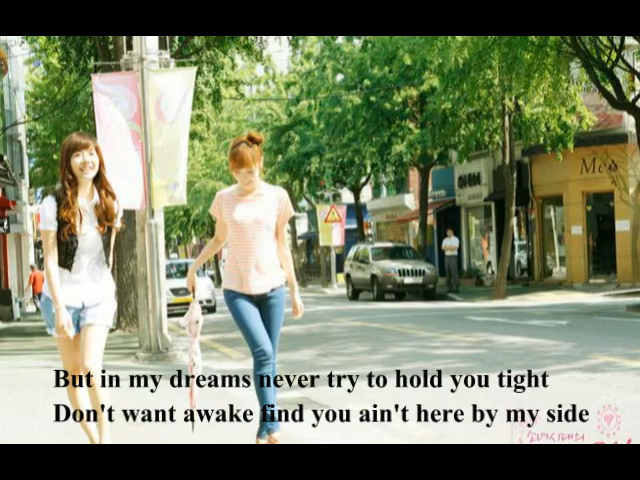 But in my dreams never try to hold you tight
Don't want awake find you ain't here by my side